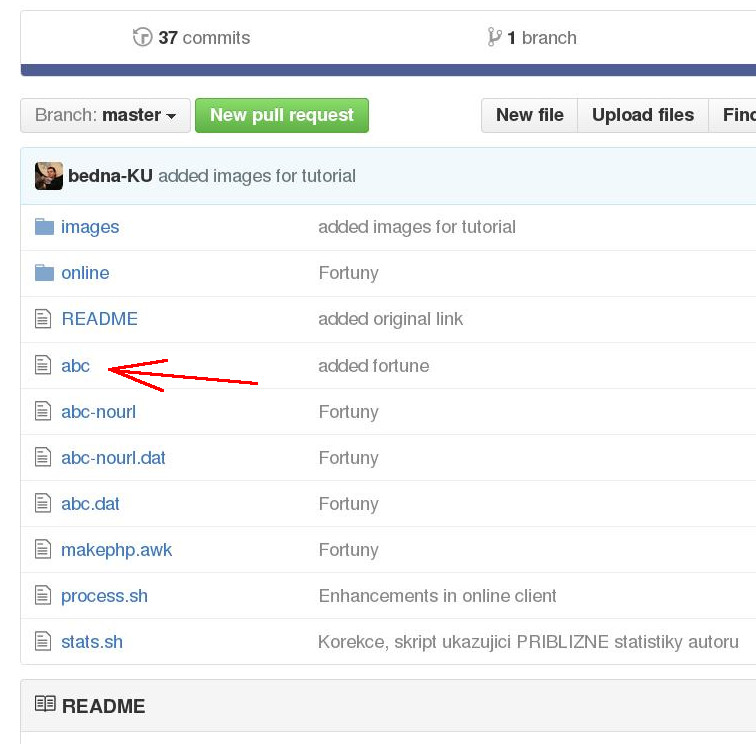 37 commits 1 branch
Branch: master New pull request New file Upload files Find
bedna-KU added images for tutorial
images added images for tutorial
online Fortuny
README added original link
abc added fortune
abc-nourl Fortuny
abc-nourl.dat Fortuny
abc.dat Fortuny
makephp.awk Fortuny
process.sh Enhancements in online client
stats.sh Korekce, skript ukazujici PRIBLIZNE statistiky autoru
README